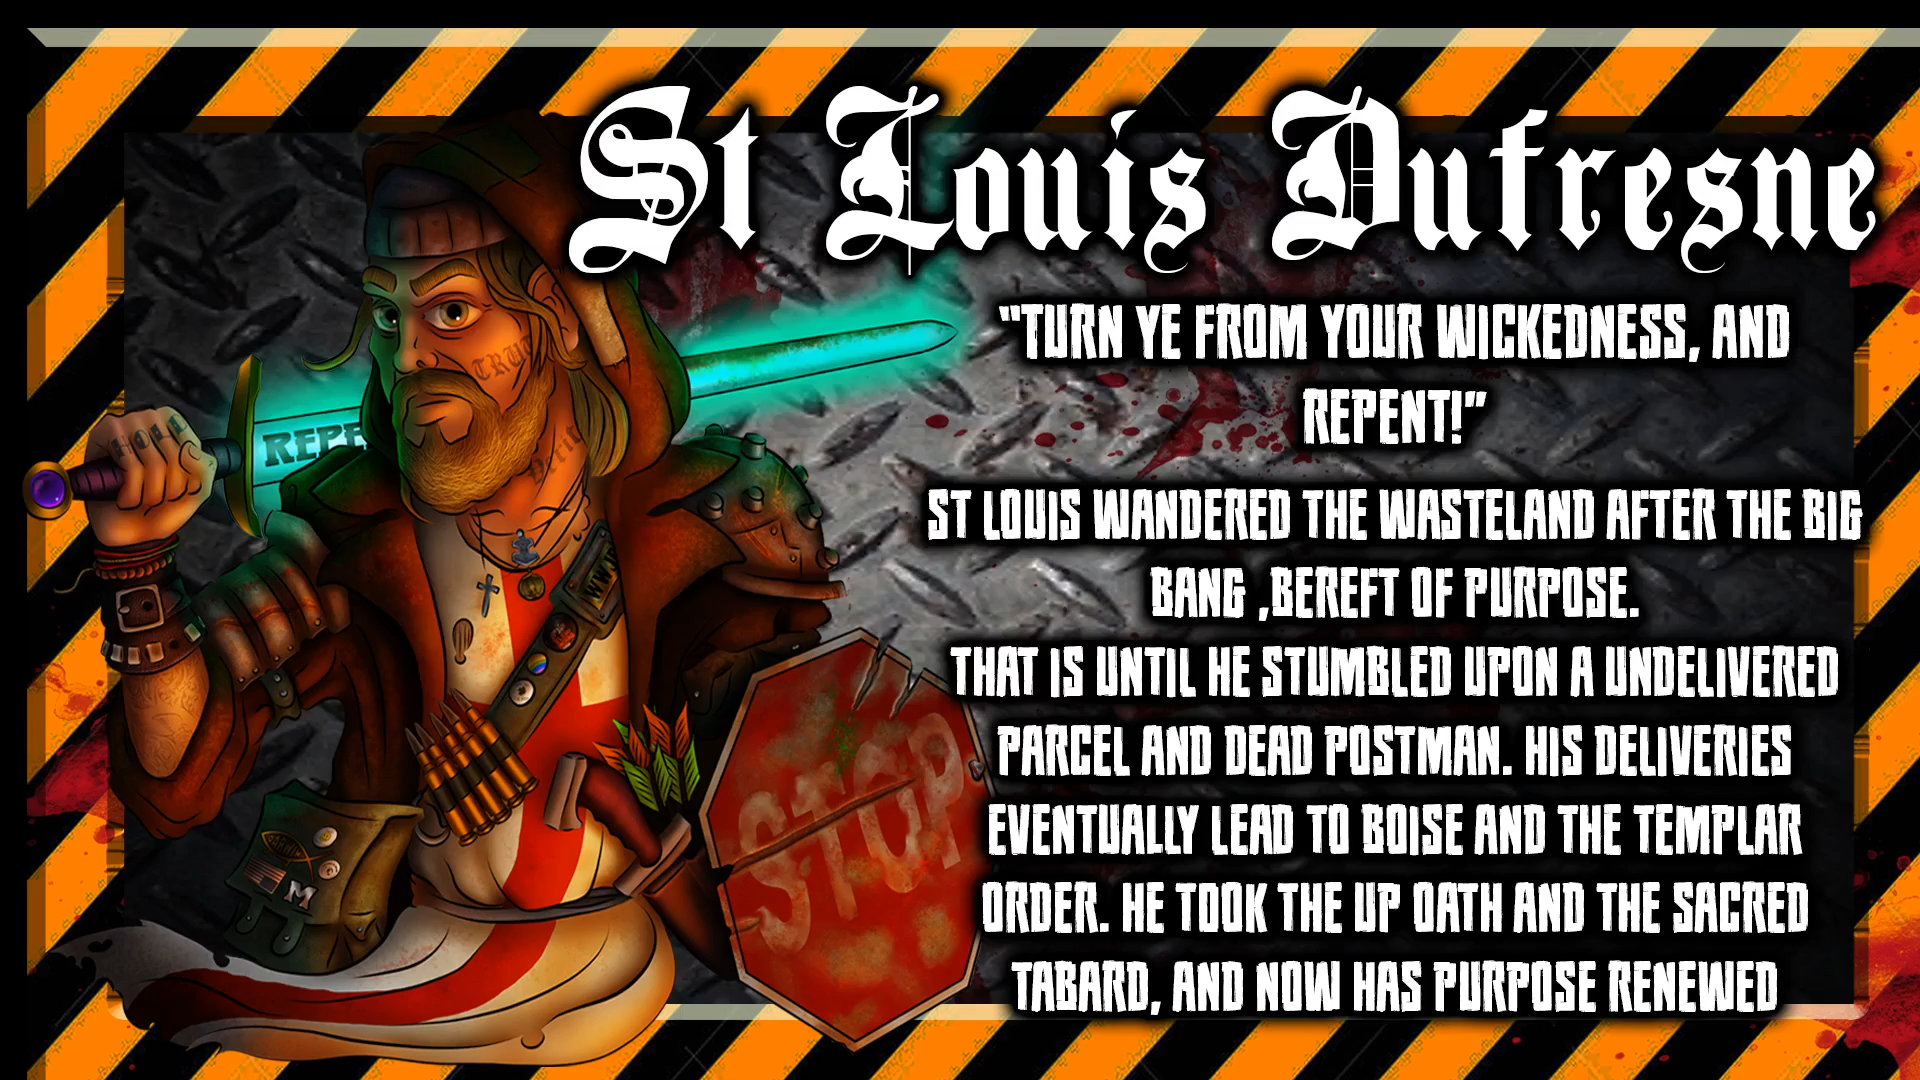 St Louis Dufresne
"TURN YE FROM YOUR WICKEDNESS, AND
REPENT!"
ST LOUIS WANDERED THE WASTELAND AFTER THE BIG
BANG ,BEREFT OF PURPOSE.
THAT IS UNTIL HE STUMBLED UPON A UNDELIVERED
PARCEL AND DEAD POSTMAN. HIS DELIVERIES
EVENTUALLY LEAD TO BOISE AND THE TEMPLAR
ORDER. HE TOOK THE UP OATH AND THE SACRED
TABARD, AND NOW HAS PURPOSE RENEWED
HOLY
REPE
STOP
M